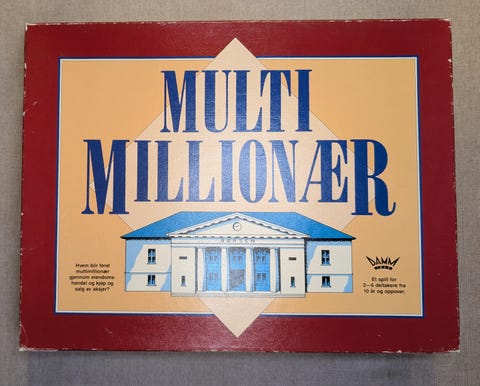 MULTI
MILLIONÆR
BØRSEN
Hvem blir først
multimillionær
gjennom eiendoms-
handel og kjøp og
salg av aksjer?
DAMM
Et spill for
2–6 deltakere fra
10 år og oppover.